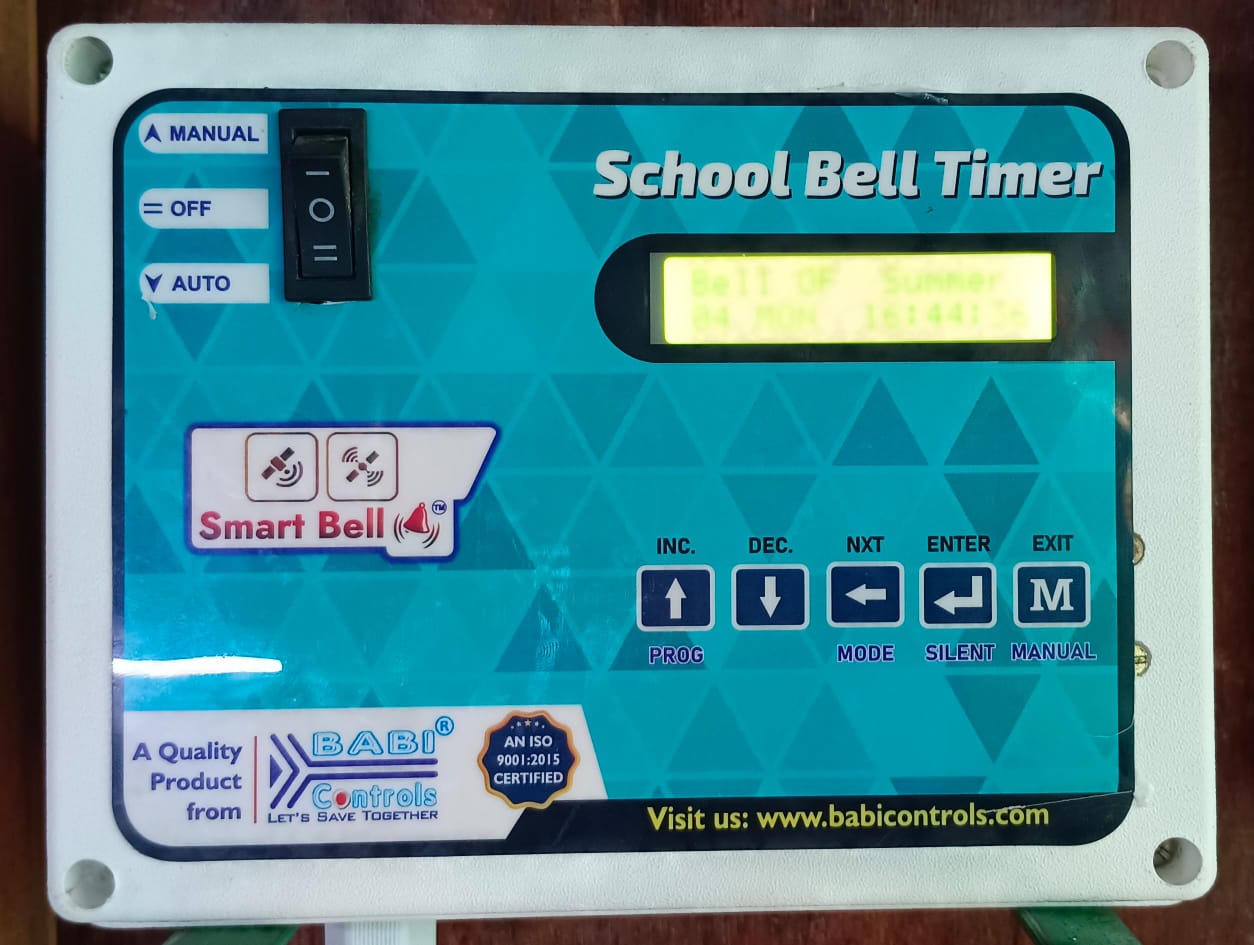 MANUAL
OFF
AUTO
School Bell Timer
Bell OF Summer
04 MON 16:44:36
Smart Bell TM
INC. DEC. NXT ENTER EXIT
M
PROG MODE SILENT MANUAL
A Quality
Product
from
BABI®
Controls
LET'S SAVE TOGETHER
AN ISO
9001:2015
CERTIFIED
Visit us: www.babicontrols.com